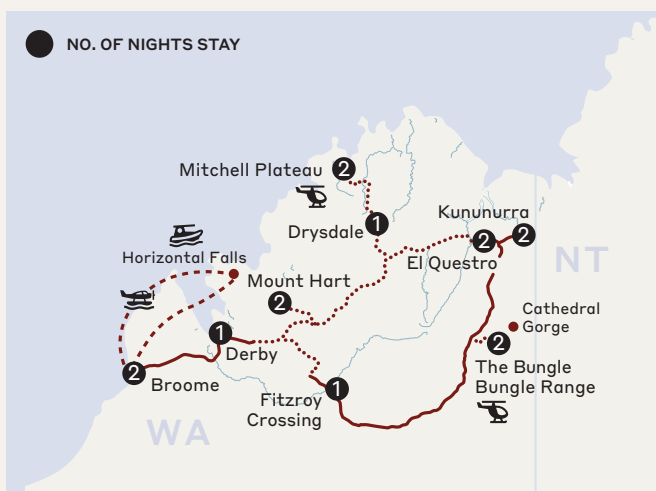 NO. OF NIGHTS STAY
Mitchell Plateau
2
Drysdale
1
Kununurra
2
El Questro
2
NT
Horizontal Falls
Mount Hart
2
Cathedral
Gorge
1
Derby
2
The Bungle
Bungle Range
2
Broome
Fitzroy
Crossing
1
WA